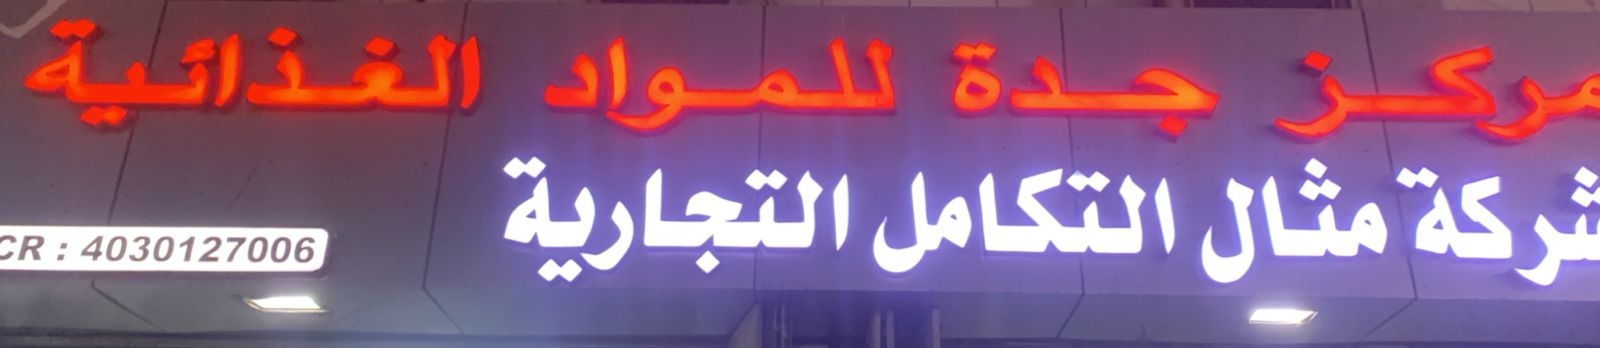 مركز جدة للمواد الغذائية
شركة مثال التكامل التجارية
CR : 4030127006